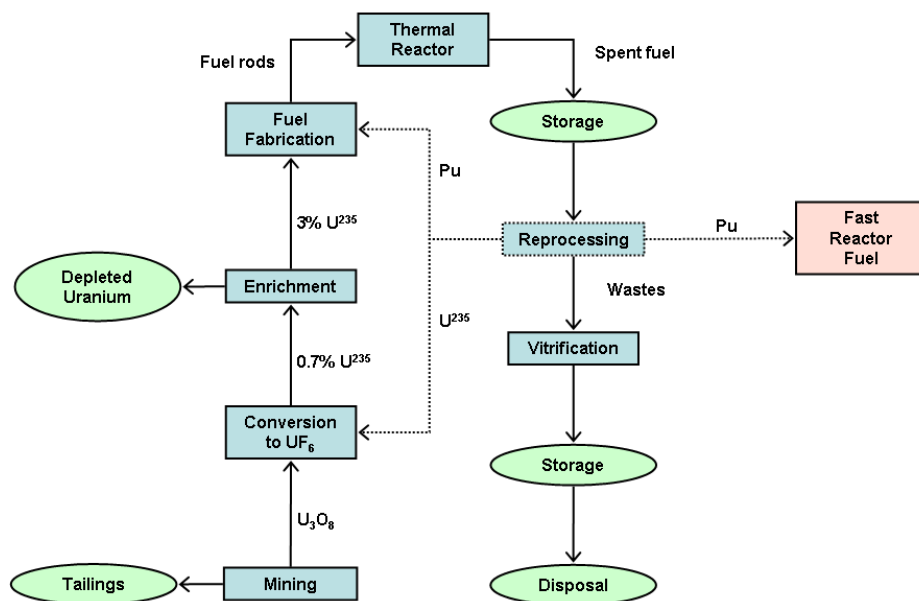 Thermal
Reactor
Fuel rods
Spent fuel
Fuel
Fabrication
Storage
Pu
3% U²³⁵
Reprocessing
Pu
Fast
Reactor
Fuel
Depleted
Uranium
Enrichment
Wastes
U²³⁵
Vitrification
0.7% U²³⁵
Conversion
to UF₆
Storage
U₃O₈
Tailings
Mining
Disposal